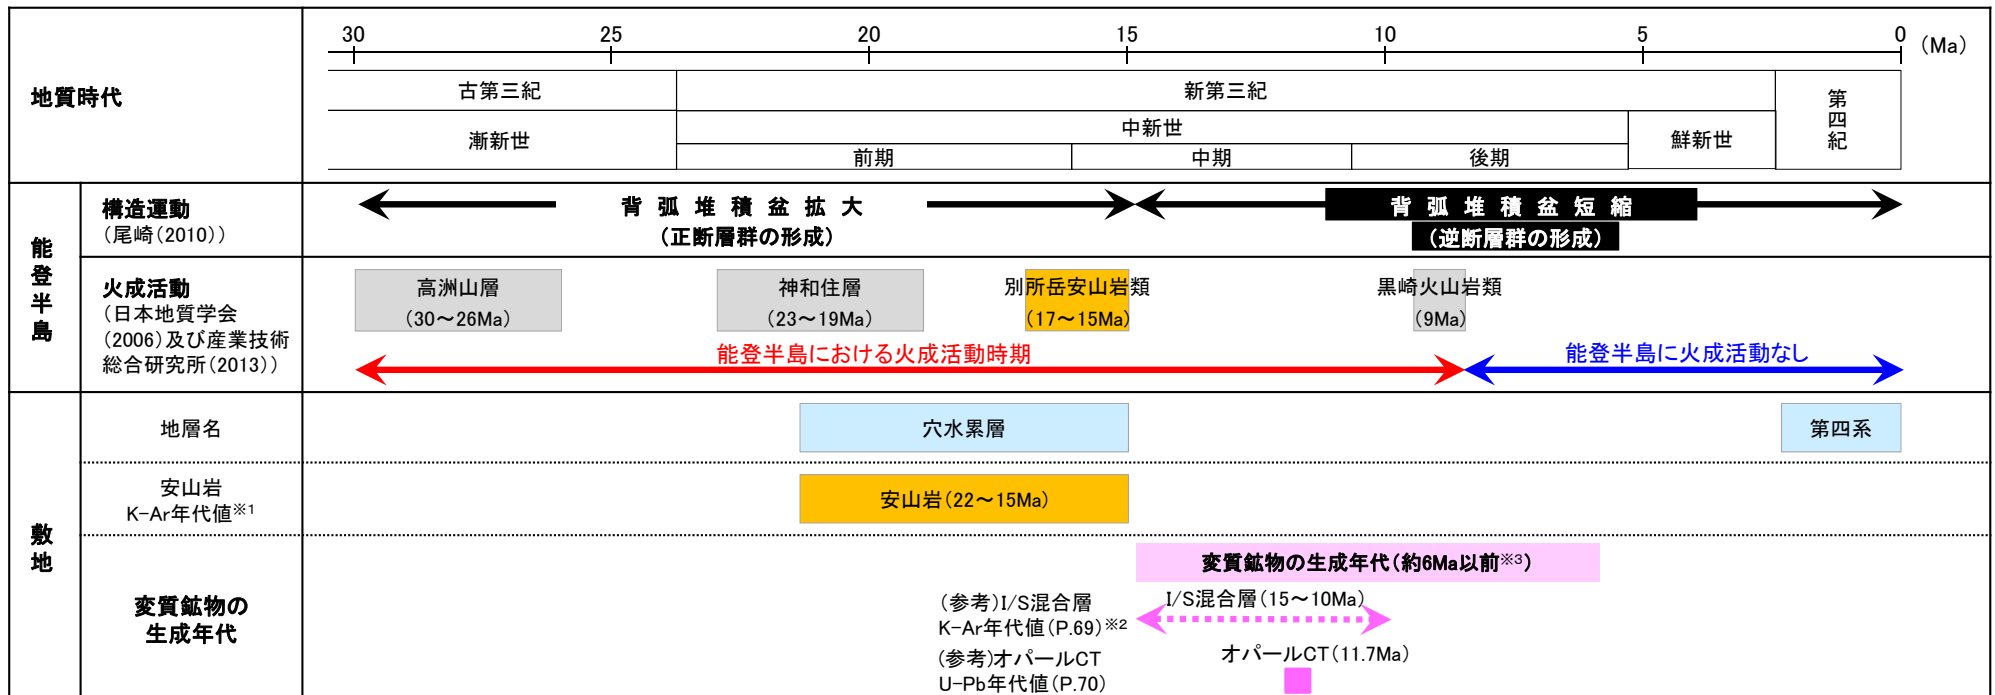 30 25 20 15 10 5 0 (Ma)
地質時代
古第三紀 新第三紀 第四紀
漸新世 中新世 鮮新世
前期 中期 後期
能登半島
構造運動
(尾崎(2010))
背弧堆積盆拡大
(正断層群の形成)
背弧堆積盆短縮
(逆断層群の形成)
火成活動
(日本地質学会
(2006)及び産業技術
総合研究所(2013))
高洲山層
(30～26Ma)
神和住層
(23～19Ma)
別所岳安山岩類
(17～15Ma)
黒崎火山岩類
(9Ma)
能登半島における火成活動時期
能登半島に火成活動なし
敷地
地層名
穴水累層
第四系
安山岩
K-Ar年代値※1
安山岩(22～15Ma)
変質鉱物の
生成年代
変質鉱物の生成年代(約6Ma以前※3)
(参考)I/S混合層
K-Ar年代値(P.69)※2
I/S混合層(15～10Ma)
(参考)オパールCT
U-Pb年代値(P.70)
オパールCT(11.7Ma)